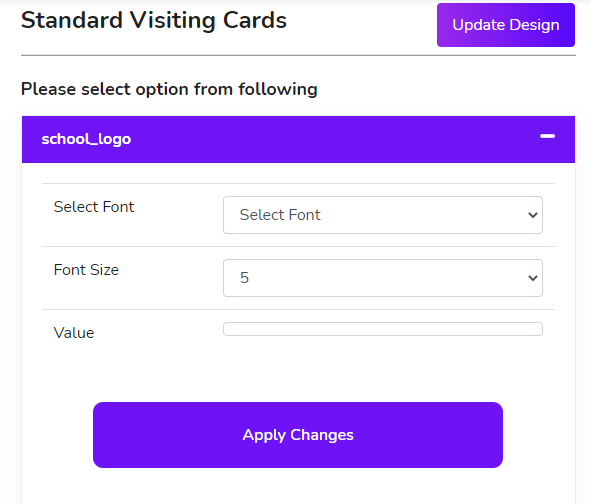 Standard Visiting Cards
Update Design
Please select option from following
school_logo
Select Font
Select Font
Font Size
5
Value
Apply Changes